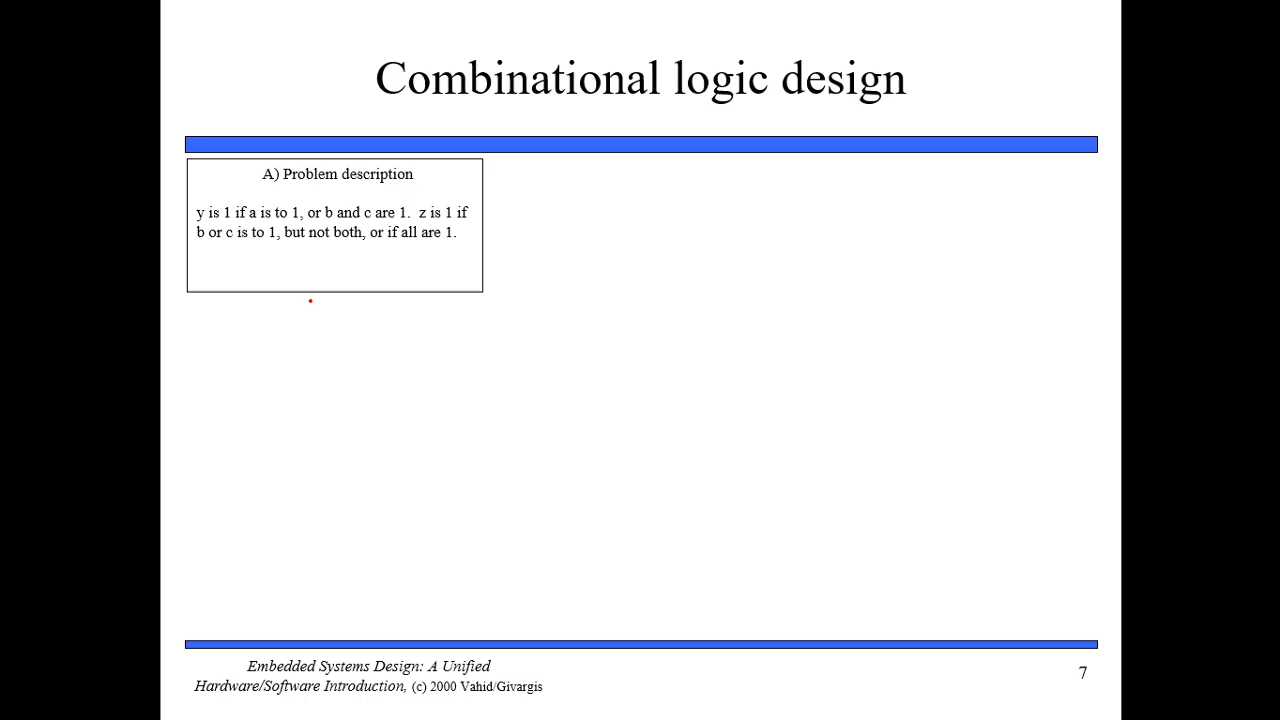 Combinational logic design
A) Problem description
y is 1 if a is to 1, or b and c are 1.  z is 1 if
b or c is to 1, but not both, or if all are 1.
Embedded Systems Design: A Unified
Hardware/Software Introduction, (c) 2000 Vahid/Givargis
7